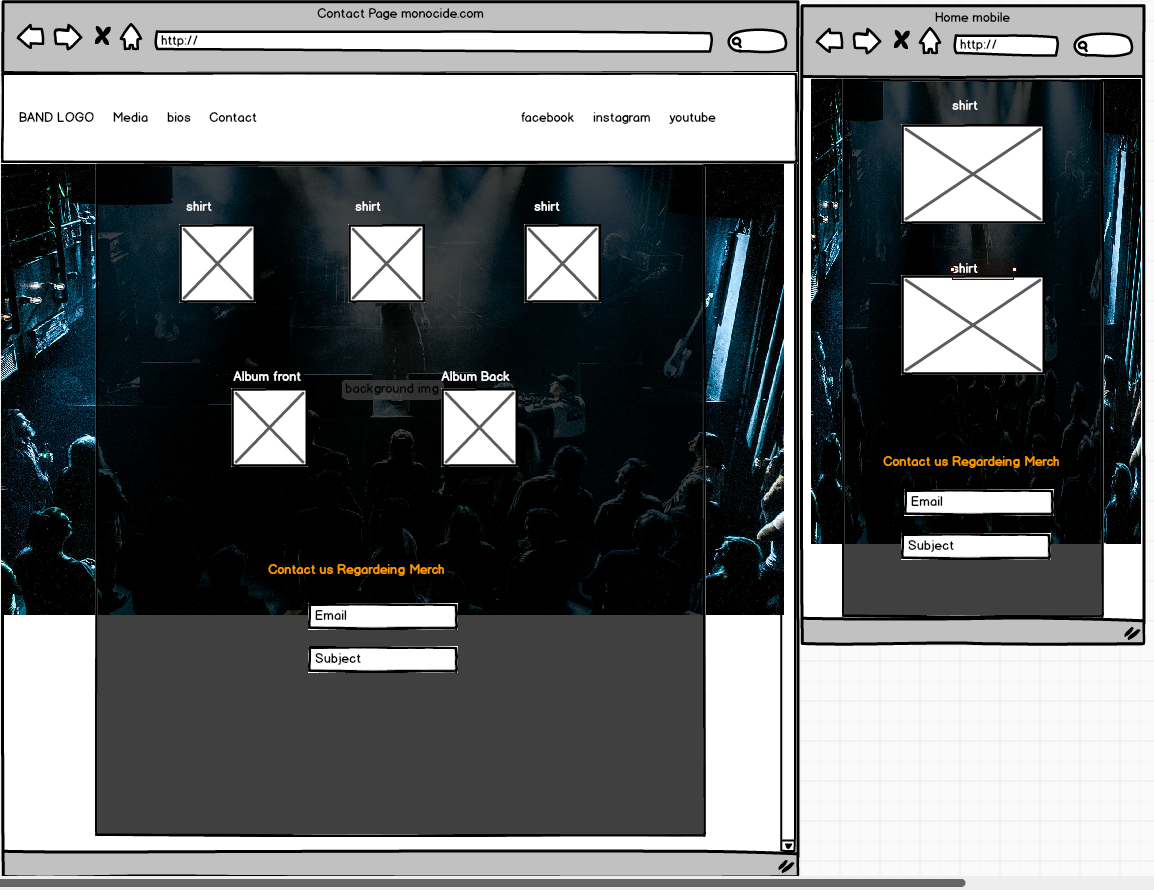 Contact Page monocide.com
http://
BAND LOGO Media bios Contact facebook instagram youtube
shirt shirt shirt
Album front Album Back
background img
Contact us Regardeing Merch
Email
Subject
Home mobile
http://
shirt
shirt
Contact us Regardeing Merch
Email
Subject